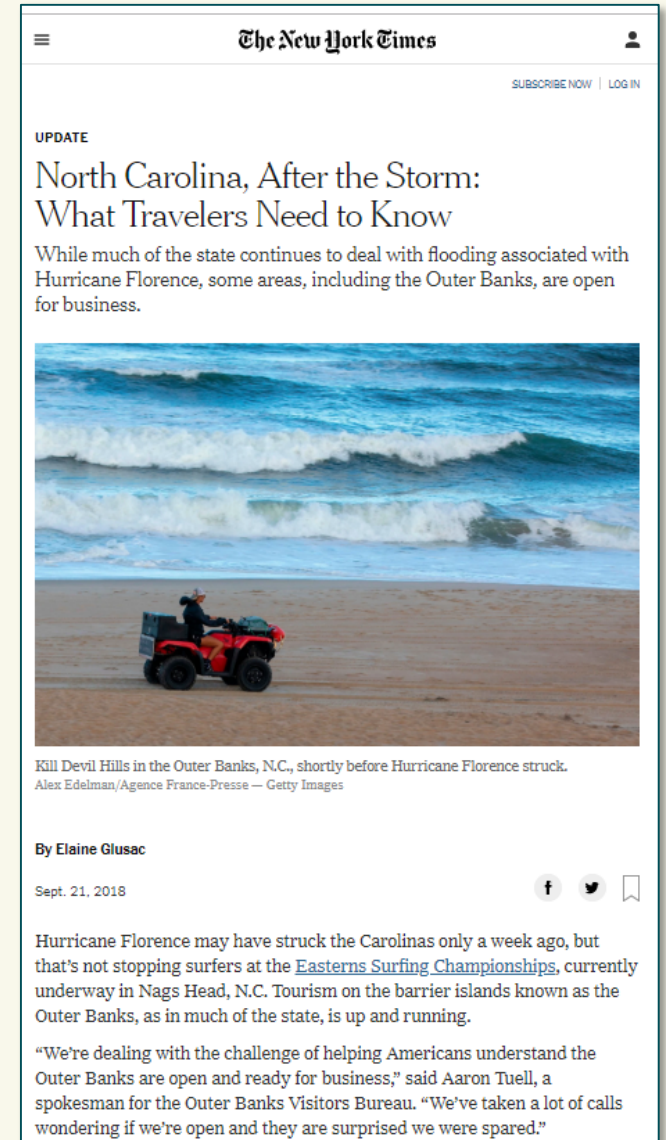 The New York Times
SUBSCRIBE NOW | LOG IN
UPDATE
North Carolina, After the Storm:
What Travelers Need to Know
While much of the state continues to deal with flooding associated with
Hurricane Florence, some areas, including the Outer Banks, are open
for business.
Kill Devil Hills in the Outer Banks, N.C., shortly before Hurricane Florence struck.
Alex Edelman/Agence France-Presse — Getty Images
By Elaine Glusac
Sept. 21, 2018
Hurricane Florence may have struck the Carolinas only a week ago, but
that’s not stopping surfers at the Easterns Surfing Championships, currently
underway in Nags Head, N.C. Tourism on the barrier islands known as the
Outer Banks, as in much of the state, is up and running.
“We’re dealing with the challenge of helping Americans understand the
Outer Banks are open and ready for business,” said Aaron Tuell, a
spokesman for the Outer Banks Visitors Bureau. “We’ve taken a lot of calls
wondering if we’re open and they are surprised we were spared.”